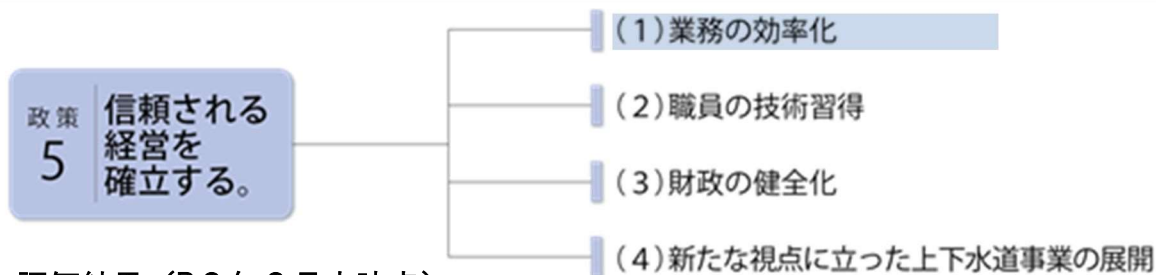 政策
5
信頼される
経営を
確立する。
(1)業務の効率化
(2)職員の技術習得
(3)財政の健全化
(4)新たな視点に立った上下水道事業の展開